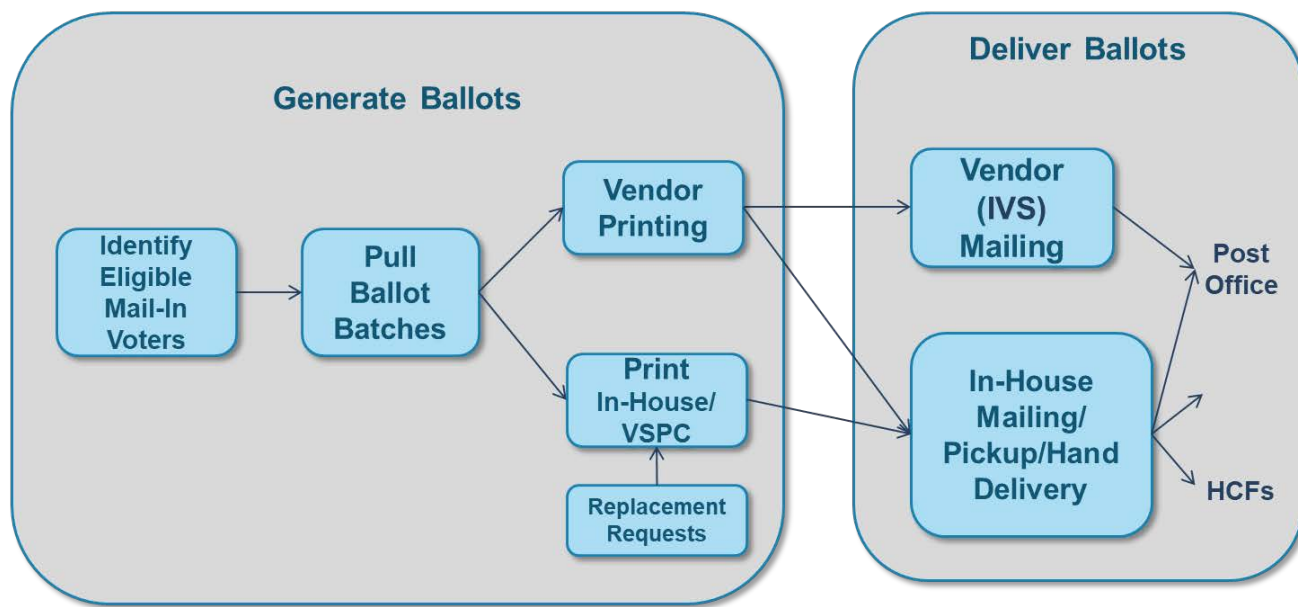 Generate Ballots
Identify
Eligible
Mail-In
Voters
Pull
Ballot
Batches
Vendor
Printing
Print
In-House/
VSPC
Replacement
Requests
Deliver Ballots
Vendor
(IVS)
Mailing
In-House
Mailing/
Pickup/Hand
Delivery
Post
Office
HCFs